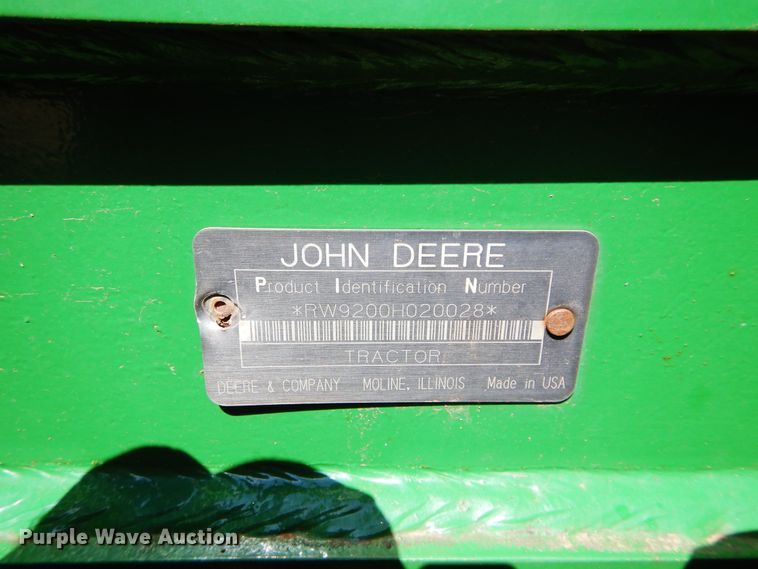 JOHN DEERE
Product Identification Number
*RW9200H020028*
TRACTOR
DEERE & COMPANY MOLINE, ILLINOIS Made in USA
Purple Wave Auction